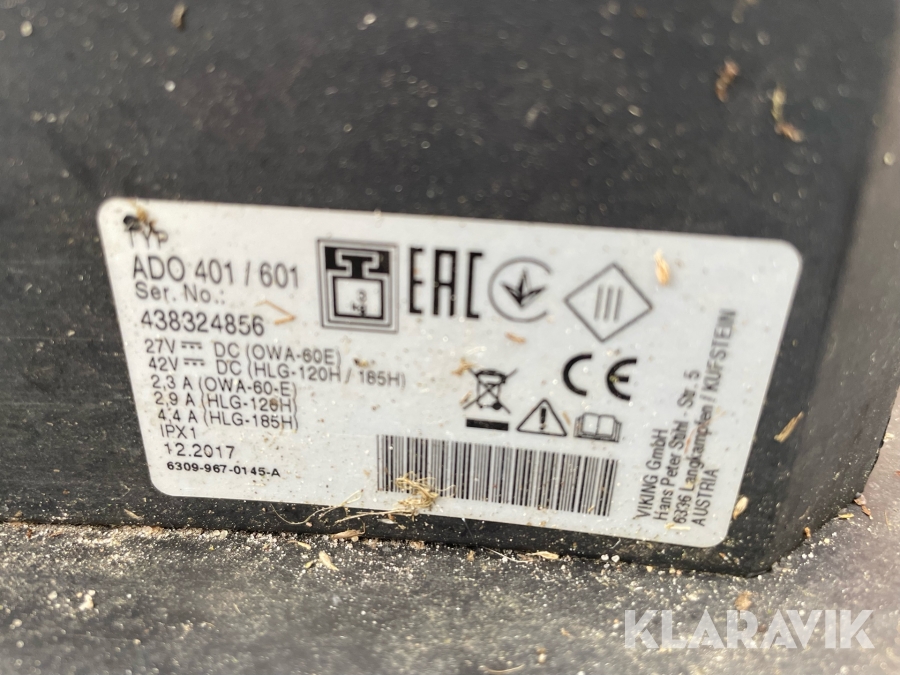 TYP
ADO 401 / 601
Ser. No.:
438324856
27V⎓ DC (OWA-60E)
42V⎓ DC (HLG-120H / 185H)
2,3 A (OWA-60-E)
2,9 A (HLG-120H)
4,4 A (HLG-185H)
IPX1
12.2017
6309-967-0145-A
EAC
CE
VIKING GmbH
Hans Peter Stihl - Str. 5
6336 Langkampfen / KUFSTEIN
AUSTRIA
KLARAVIK